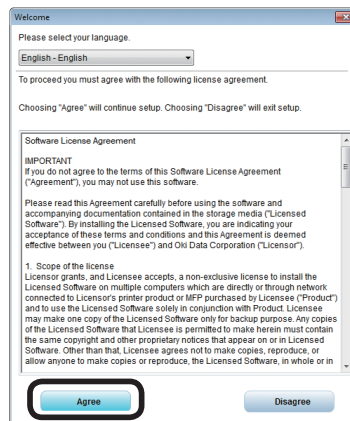 Welcome
Please select your language.
English - English
To proceed you must agree with the following license agreement.
Choosing "Agree" will continue setup. Choosing "Disagree" will exit setup.
Software License Agreement
IMPORTANT
If you do not agree to the terms of this Software License Agreement
("Agreement"), you may not use this software.
Please read this Agreement carefully before using the software and
accompanying documentation contained in the storage media ("Licensed
Software"). By installing the Licensed Software, you are indicating your
acceptance of these terms and conditions and this Agreement is deemed
effective between you ("Licensee") and Oki Data Corporation ("Licensor").
1. Scope of the license
Licensor grants, and Licensee accepts, a non-exclusive license to install the
Licensed Software on multiple computers which are directly or through network
connected to Licensor's printer product or MFP purchased by Licensee ("Product")
and to use the Licensed Software solely in conjunction with Product. Licensee
may make one copy of the Licensed Software only for backup purpose. Any copies
of the Licensed Software that Licensee is permitted to make herein must contain
the same copyright and other proprietary notices that appear on or in Licensed
Software. Other than that, Licensee agrees not to make copies, reproduce, or
allow anyone to make copies or reproduce, the Licensed Software, in whole or in
Agree
Disagree